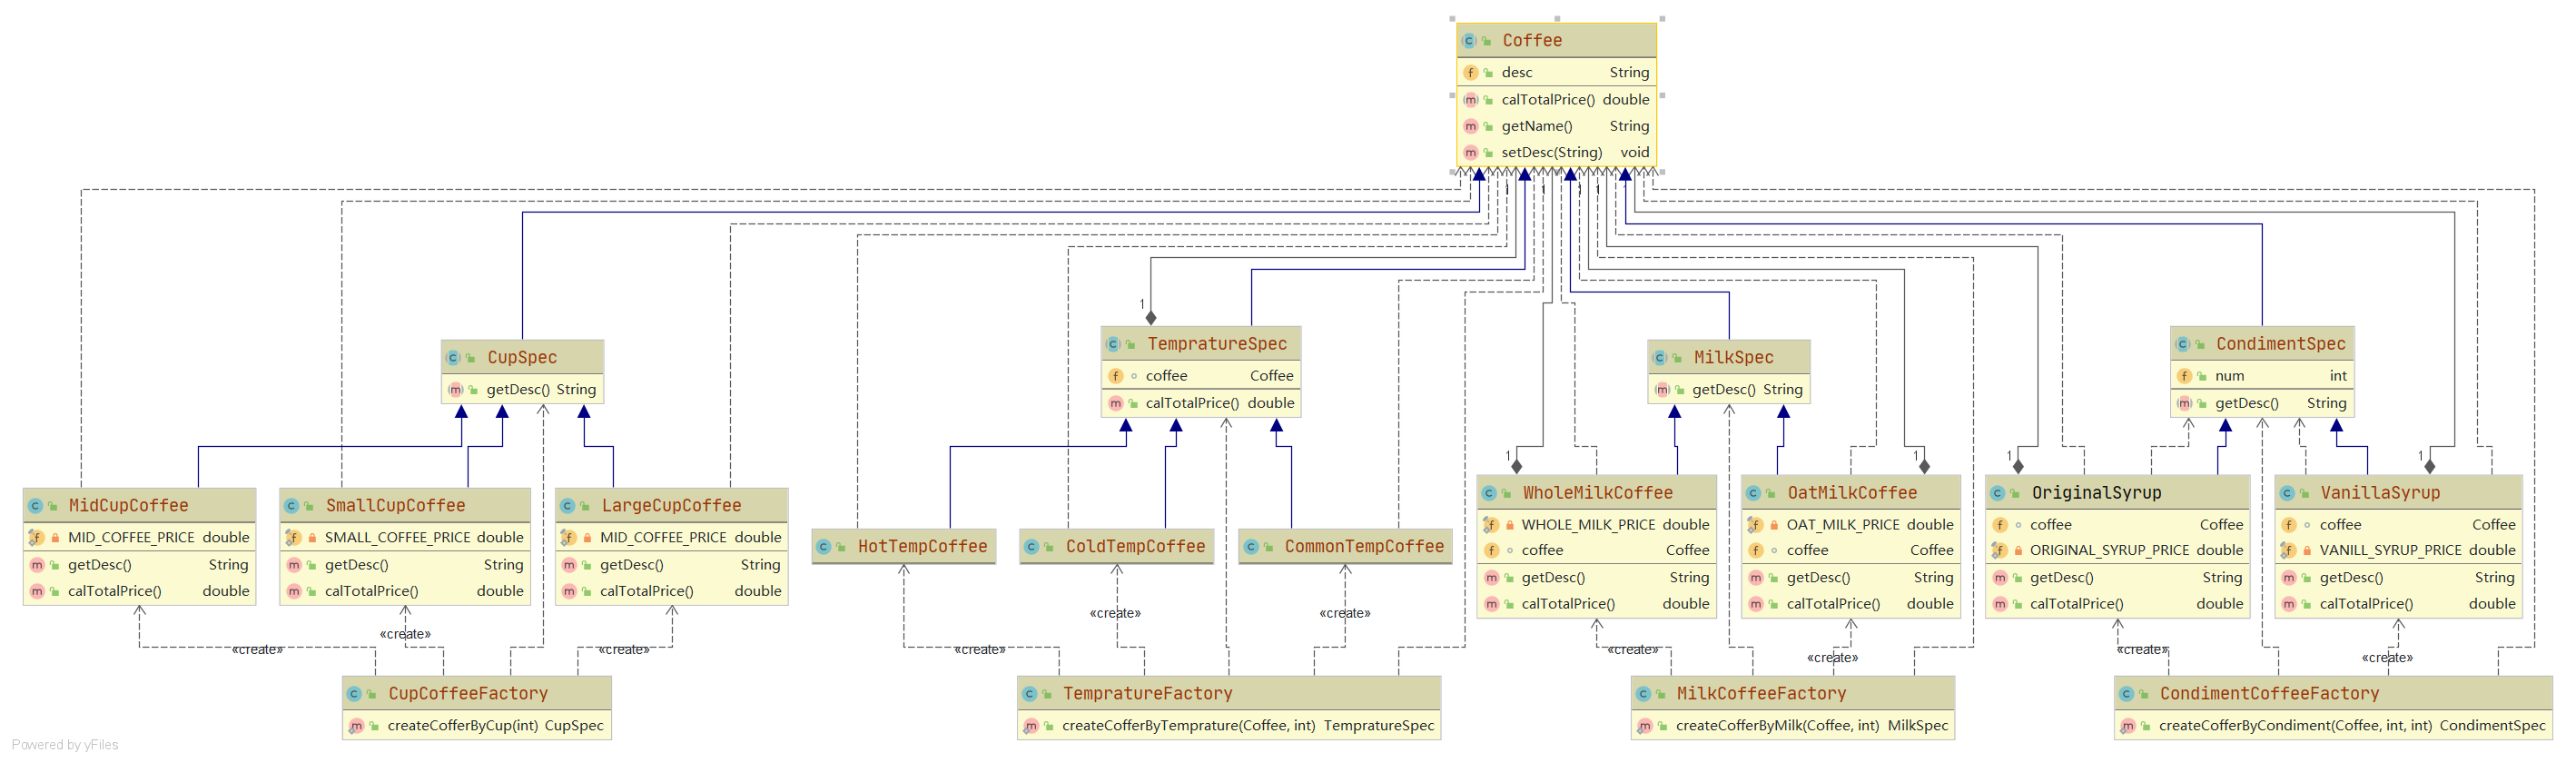 Coffee
desc String
calTotalPrice() double
getName() String
setDesc(String) void
1
1
1
1
1
CupSpec
getDesc() String
TempratureSpec
coffee Coffee
calTotalPrice() double
MilkSpec
getDesc() String
CondimentSpec
num int
getDesc() String
1
1
1
1
MidCupCoffee
MID_COFFEE_PRICE double
getDesc() String
calTotalPrice() double
SmallCupCoffee
SMALL_COFFEE_PRICE double
getDesc() String
calTotalPrice() double
LargeCupCoffee
MID_COFFEE_PRICE double
getDesc() String
calTotalPrice() double
HotTempCoffee
ColdTempCoffee
CommonTempCoffee
WholeMilkCoffee
WHOLE_MILK_PRICE double
coffee Coffee
getDesc() String
calTotalPrice() double
OatMilkCoffee
OAT_MILK_PRICE double
coffee Coffee
getDesc() String
calTotalPrice() double
OriginalSyrup
coffee Coffee
ORIGINAL_SYRUP_PRICE double
getDesc() String
calTotalPrice() double
VanillaSyrup
coffee Coffee
VANILL_SYRUP_PRICE double
getDesc() String
calTotalPrice() double
«create»
«create»
«create»
«create»
«create»
«create»
«create»
«create»
«create»
«create»
CupCoffeeFactory
createCofferByCup(int) CupSpec
TempratureFactory
createCofferByTemprature(Coffee, int) TempratureSpec
MilkCoffeeFactory
createCofferByMilk(Coffee, int) MilkSpec
CondimentCoffeeFactory
createCofferByCondiment(Coffee, int, int) CondimentSpec
Powered by yFiles